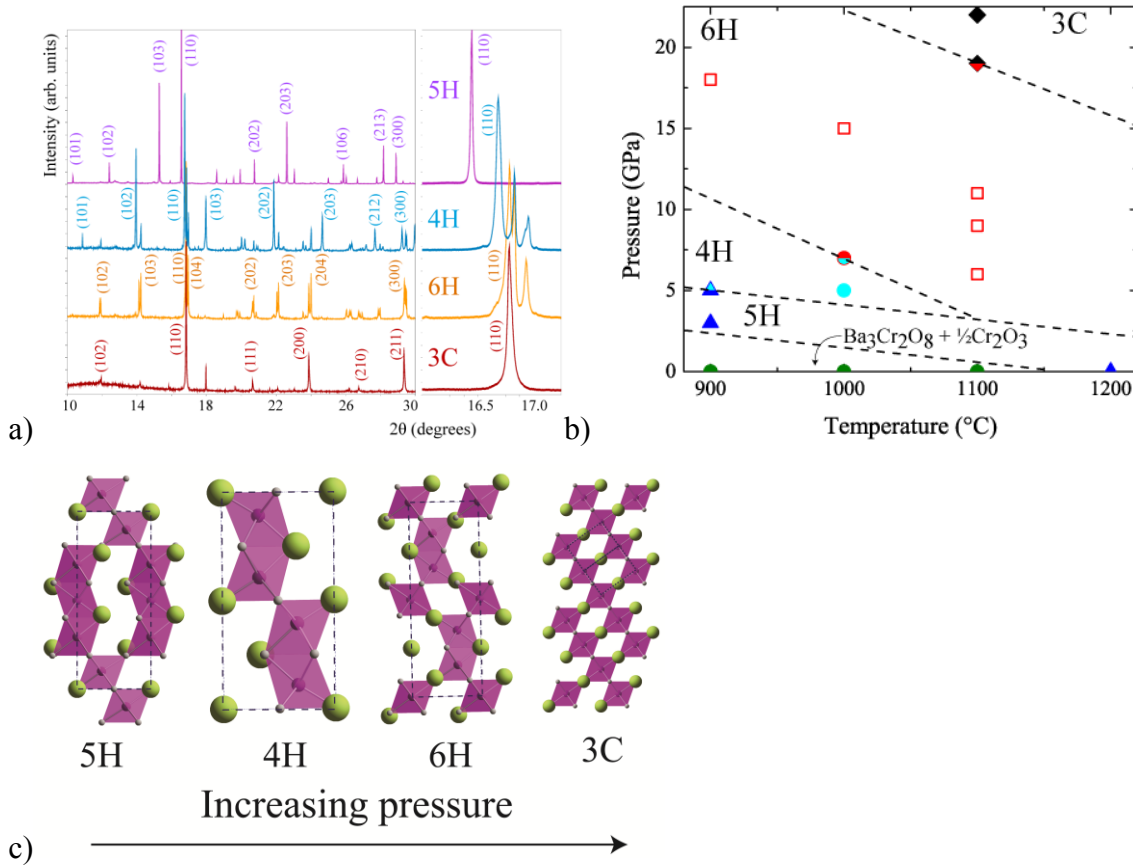 a)
Intensity (arb. units)
(101)
(102)
(103)
(110)
(202)
(203)
(106)
(213)
(300)
(110)
5H
(101)
(102)
(110)
(103)
(202)
(203)
(212)
(300)
(110)
4H
(102)
(103)
(110)
(104)
(202)
(203)
(204)
(300)
(110)
6H
(102)
(110)
(111)
(200)
(210)
(211)
(110)
3C
10 14 18 22 26 30 16.5 17.0
2θ (degrees)
b)
Pressure (GPa)
20
15
10
5
0
6H
3C
4H
5H
Ba3Cr2O8 + ½Cr2O3
900 1000 1100 1200
Temperature (°C)
5H 4H 6H 3C
Increasing pressure
c)